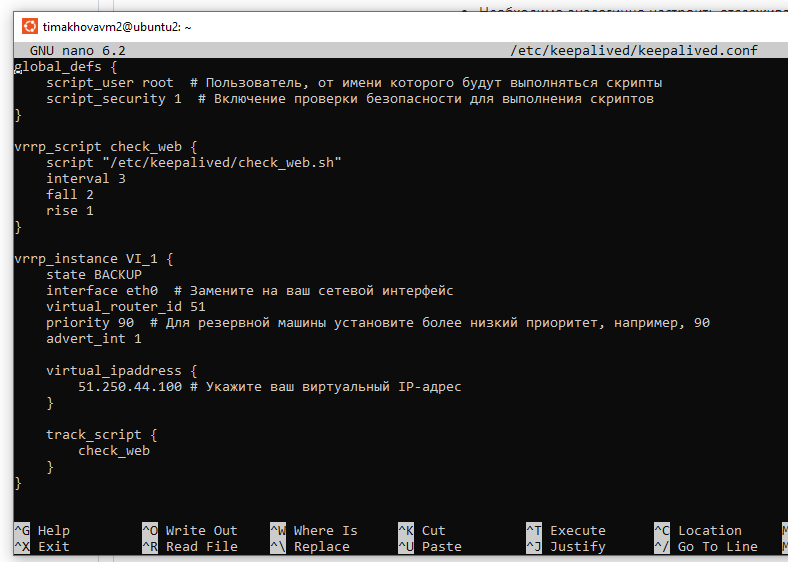 timakhovavm2@ubuntu2: ~
GNU nano 6.2 /etc/keepalived/keepalived.conf
global_defs {
script_user root # Пользователь, от имени которого будут выполняться скрипты
script_security 1 # Включение проверки безопасности для выполнения скриптов
}
vrrp_script check_web {
script "/etc/keepalived/check_web.sh"
interval 3
fall 2
rise 1
}
vrrp_instance VI_1 {
state BACKUP
interface eth0 # Замените на ваш сетевой интерфейс
virtual_router_id 51
priority 90 # Для резервной машины установите более низкий приоритет, например, 90
advert_int 1
virtual_ipaddress {
51.250.44.100 # Укажите ваш виртуальный IP-адрес
}
track_script {
check_web
}
}
^G Help ^O Write Out ^W Where Is ^K Cut ^T Execute ^C Location
^X Exit ^R Read File ^\ Replace ^U Paste ^J Justify ^/ Go To Line